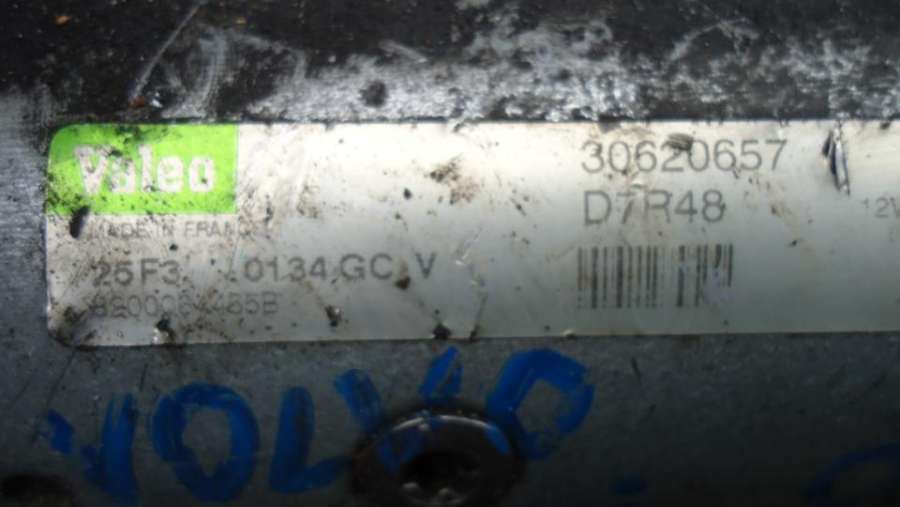 Valeo
MADE IN FRANCE
30620657
D7R48
12V
25F3 0134 GC V
VOLVO